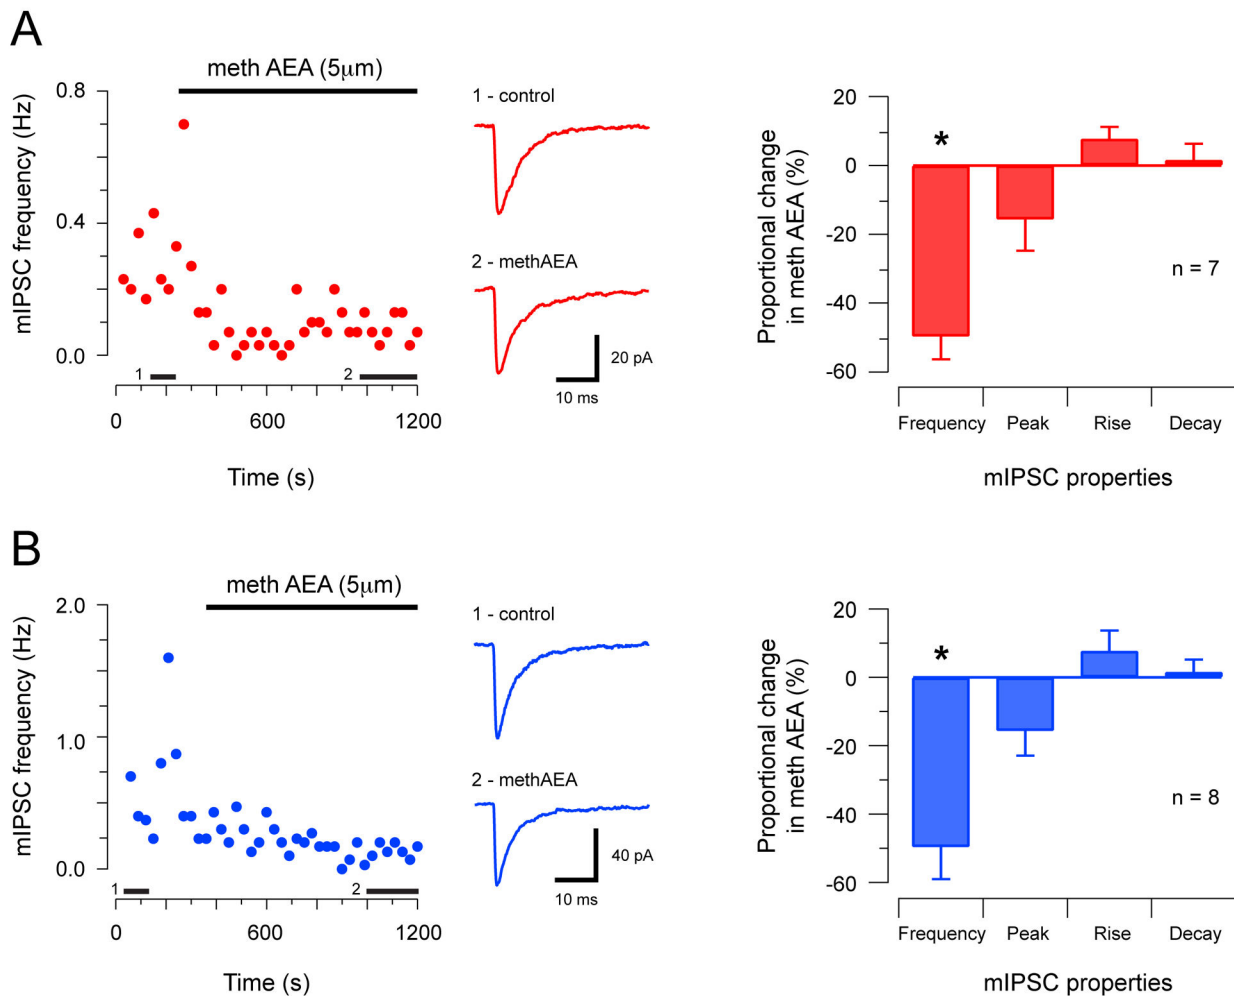 A
meth AEA (5μm)
mIPSC frequency (Hz)
0.8
0.4
0.0
1
2
0
600
1200
Time (s)
1 - control
2 - methAEA
20 pA
10 ms
Proportional change
in meth AEA (%)
20
0
-20
-40
-60
*
n = 7
Frequency
Peak
Rise
Decay
mIPSC properties
B
meth AEA (5μm)
mIPSC frequency (Hz)
2.0
1.0
0.0
1
2
0
600
1200
Time (s)
1 - control
2 - methAEA
40 pA
10 ms
Proportional change
in meth AEA (%)
20
0
-20
-40
-60
*
n = 8
Frequency
Peak
Rise
Decay
mIPSC properties